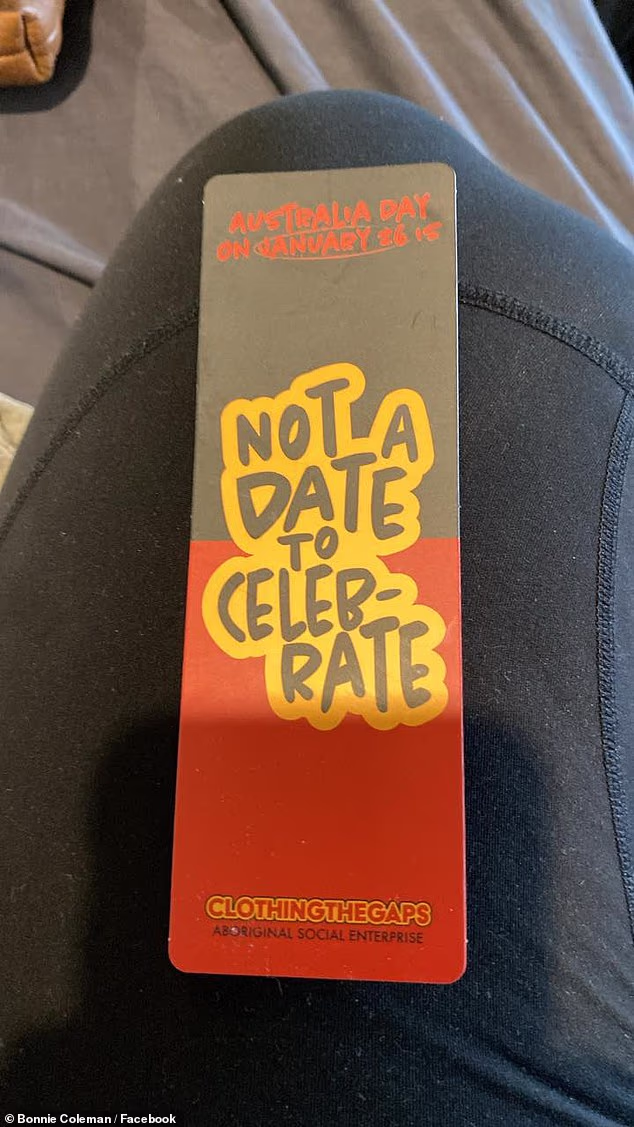 AUSTRALIA DAY
ON JANUARY 26 IS
NOT A
DATE
TO
CELEB-
RATE
CLOTHINGTHEGAPS
ABORIGINAL SOCIAL ENTERPRISE
© Bonnie Coleman / Facebook